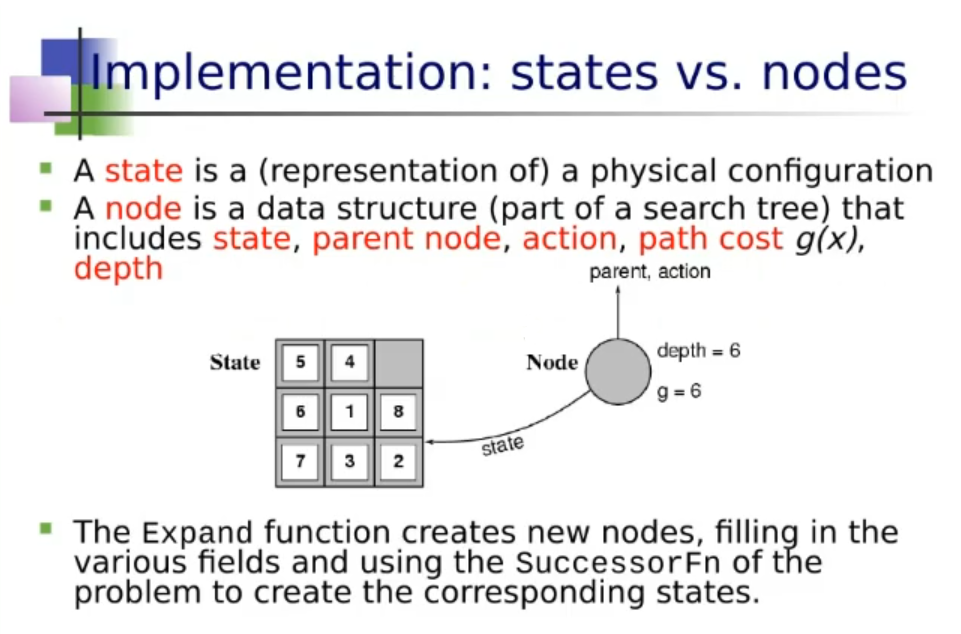 Implementation: states vs. nodes
A state is a (representation of) a physical configuration
A node is a data structure (part of a search tree) that
includes state, parent node, action, path cost g(x),
depth
parent, action
State
5 4
6 1 8
7 3 2
Node
depth = 6
g = 6
state
The Expand function creates new nodes, filling in the
various fields and using the SuccessorFn of the
problem to create the corresponding states.